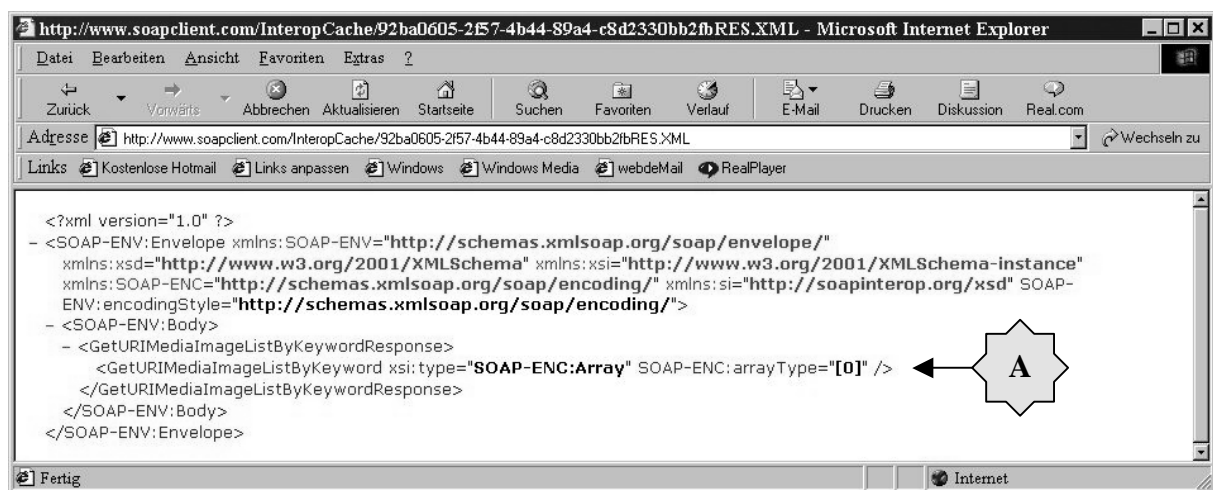 http://www.soapclient.com/InteropCache/92ba0605-2f57-4b44-89a4-c8d2330bb2fbRES.XML - Microsoft Internet Explorer
Datei Bearbeiten Ansicht Favoriten Extras ?
Zurück Vorwärts Abbrechen Aktualisieren Startseite Suchen Favoriten Verlauf E-Mail Drucken Diskussion Real.com
Adresse http://www.soapclient.com/InteropCache/92ba0605-2f57-4b44-89a4-c8d2330bb2fbRES.XML Wechseln zu
Links Kostenlose Hotmail Links anpassen Windows Windows Media webdeMail RealPlayer
<?xml version="1.0" ?>
– <SOAP-ENV:Envelope xmlns:SOAP-ENV="http://schemas.xmlsoap.org/soap/envelope/"
xmlns:xsd="http://www.w3.org/2001/XMLSchema" xmlns:xsi="http://www.w3.org/2001/XMLSchema-instance"
xmlns:SOAP-ENC="http://schemas.xmlsoap.org/soap/encoding/" xmlns:si="http://soapinterop.org/xsd" SOAP-
ENV:encodingStyle="http://schemas.xmlsoap.org/soap/encoding/">
– <SOAP-ENV:Body>
– <GetURIMediaImageListByKeywordResponse>
<GetURIMediaImageListByKeyword xsi:type="SOAP-ENC:Array" SOAP-ENC:arrayType="[0]" />
A
</GetURIMediaImageListByKeywordResponse>
</SOAP-ENV:Body>
</SOAP-ENV:Envelope>
Fertig Internet